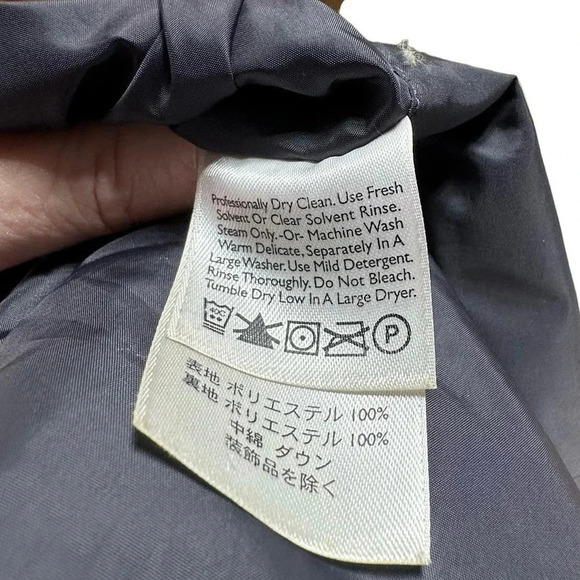 Professionally Dry Clean. Use Fresh
Solvent Or Clear Solvent Rinse.
Steam Only.-Or- Machine Wash
Warm Delicate, Separately In A
Large Washer. Use Mild Detergent.
Rinse Thoroughly. Do Not Bleach.
Tumble Dry Low In A Large Dryer.
40C P
表地 ポリエステル 100%
裏地 ポリエステル 100%
中綿 ダウン
装飾品を除く